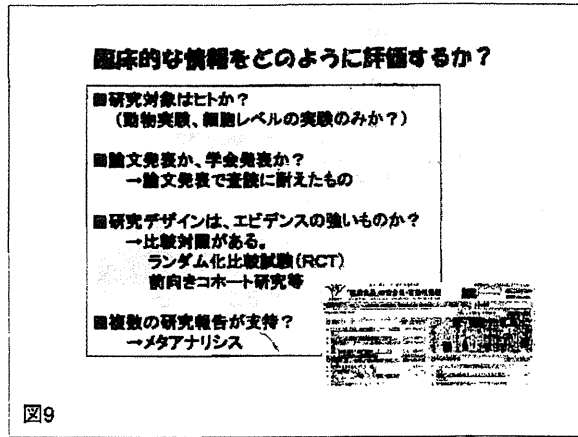 臨床的な情報をどのように評価するか？
研究対象はヒトか？
（動物実験、細胞レベルの実験のみか？）
論文発表か、学会発表か？
→論文発表で査読に耐えたもの
研究デザインは、エビデンスの強いものか？
→比較対照がある。
ランダム化比較試験（RCT）
前向きコホート研究等
複数の研究報告が支持？
→メタアナリシス
図9